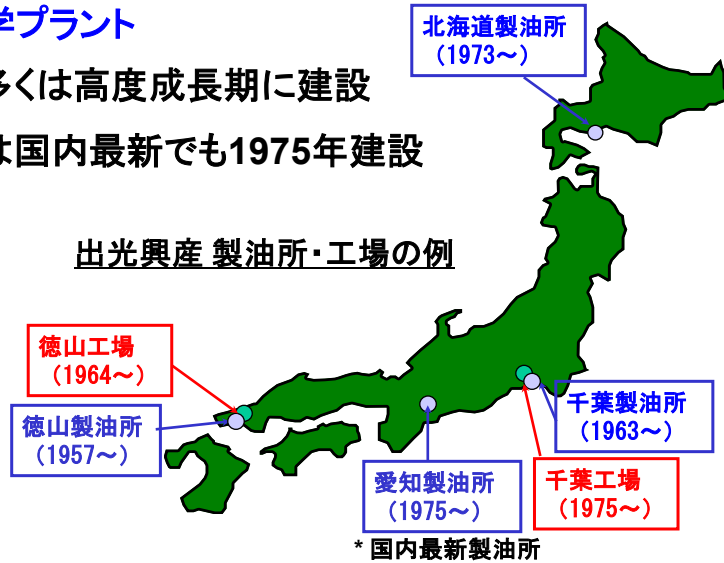 学プラント
多くは高度成長期に建設
は国内最新でも1975年建設
出光興産 製油所・工場の例
北海道製油所
（1973～）
徳山工場
（1964～）
徳山製油所
（1957～）
千葉製油所
（1963～）
愛知製油所
（1975～）
千葉工場
（1975～）
* 国内最新製油所